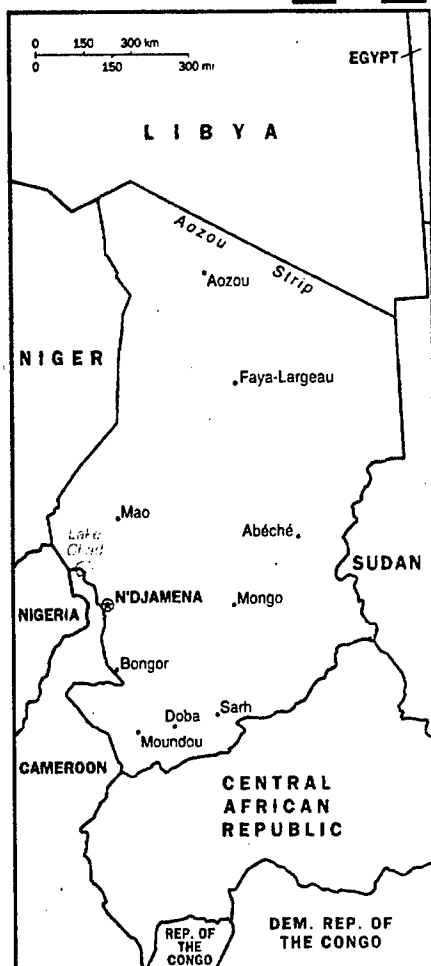 0 150 300 km
0 150 300 mi
EGYPT
LIBYA
Aozou Strip
Aozou
NIGER
Faya-Largeau
Mao
Lake
Chad
Abéché
SUDAN
N'DJAMENA
Mongo
NIGERIA
Bongor
Sarh
Doba
Moundou
CAMEROON
CENTRAL
AFRICAN
REPUBLIC
REP. OF
THE
CONGO
DEM. REP. OF
THE CONGO